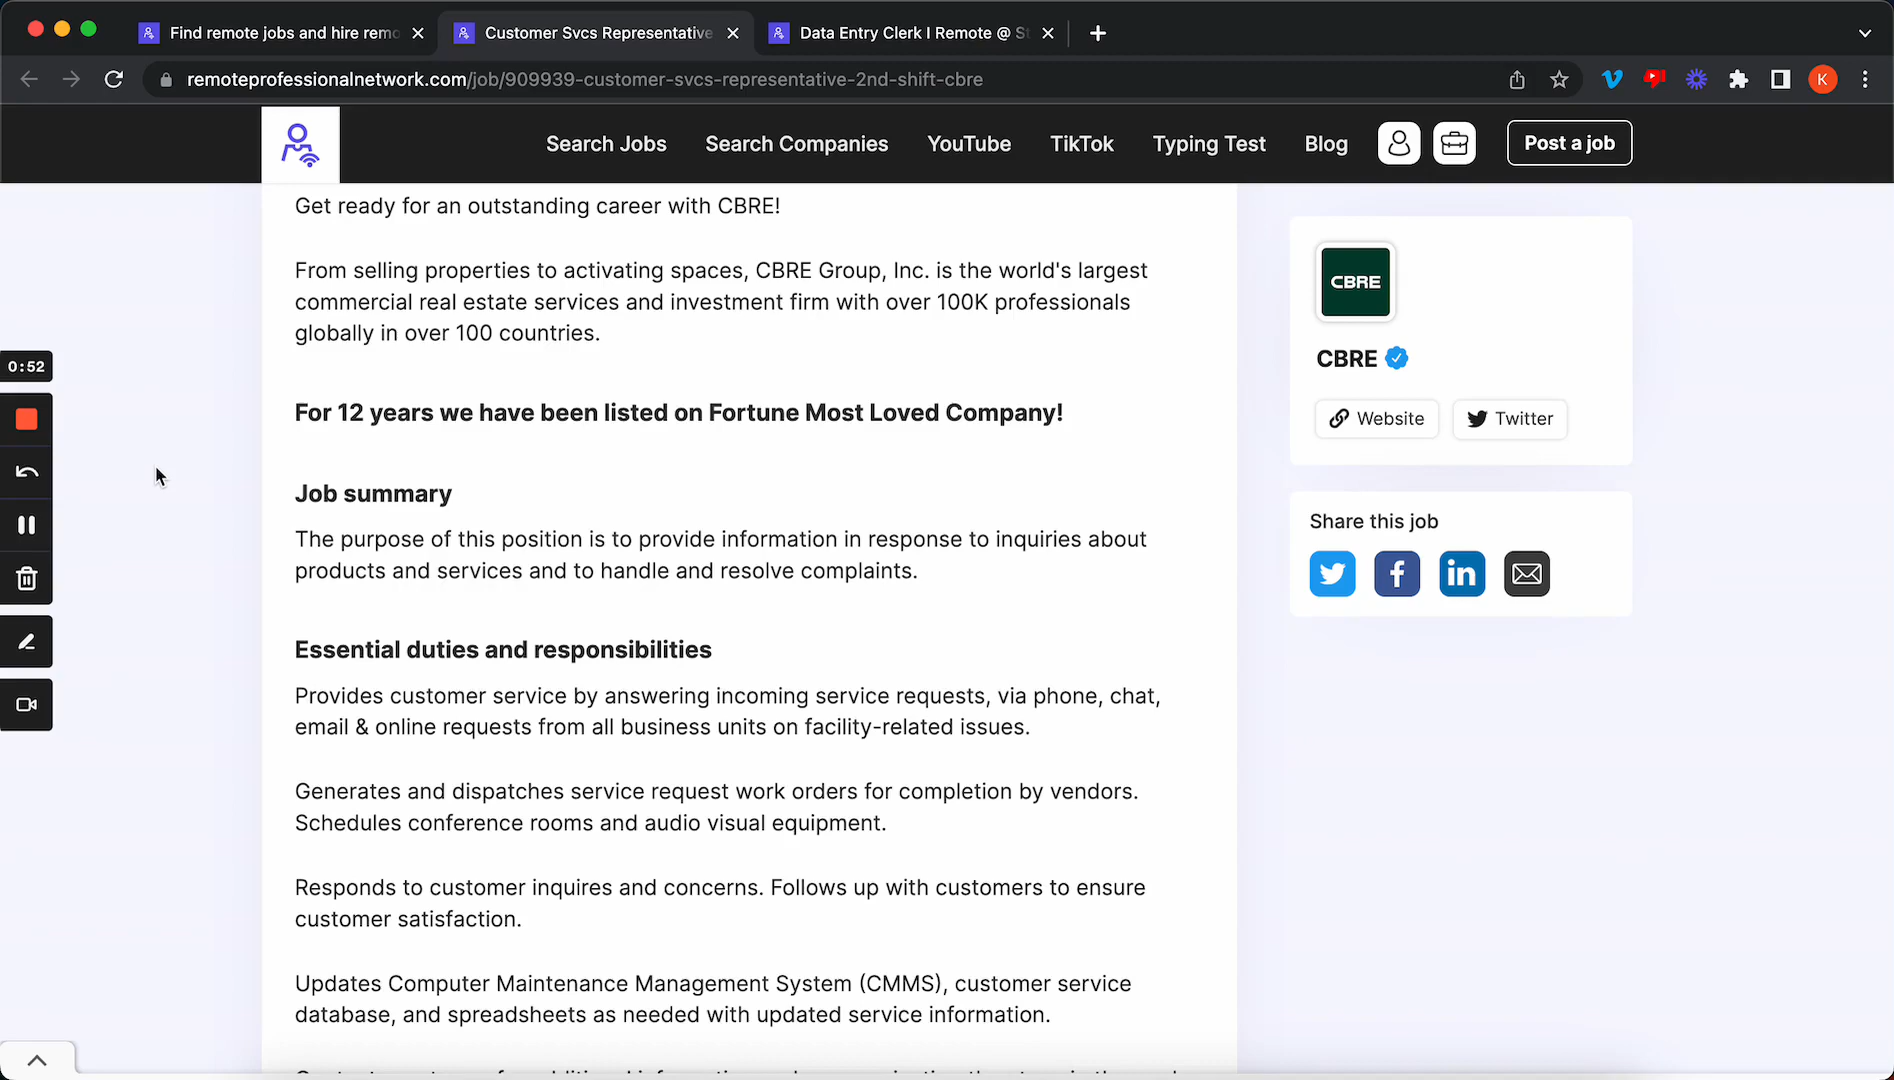 Find remote jobs and hire remo
Customer Svcs Representative
Data Entry Clerk I Remote @ St
remoteprofessionalnetwork.com/job/909939-customer-svcs-representative-2nd-shift-cbre
K
Search Jobs
Search Companies
YouTube
TikTok
Typing Test
Blog
Post a job
Get ready for an outstanding career with CBRE!
From selling properties to activating spaces, CBRE Group, Inc. is the world's largest
commercial real estate services and investment firm with over 100K professionals
globally in over 100 countries.
For 12 years we have been listed on Fortune Most Loved Company!
Job summary
The purpose of this position is to provide information in response to inquiries about
products and services and to handle and resolve complaints.
Essential duties and responsibilities
Provides customer service by answering incoming service requests, via phone, chat,
email & online requests from all business units on facility-related issues.
Generates and dispatches service request work orders for completion by vendors.
Schedules conference rooms and audio visual equipment.
Responds to customer inquires and concerns. Follows up with customers to ensure
customer satisfaction.
Updates Computer Maintenance Management System (CMMS), customer service
database, and spreadsheets as needed with updated service information.
CBRE
CBRE
Website
Twitter
Share this job
0:52